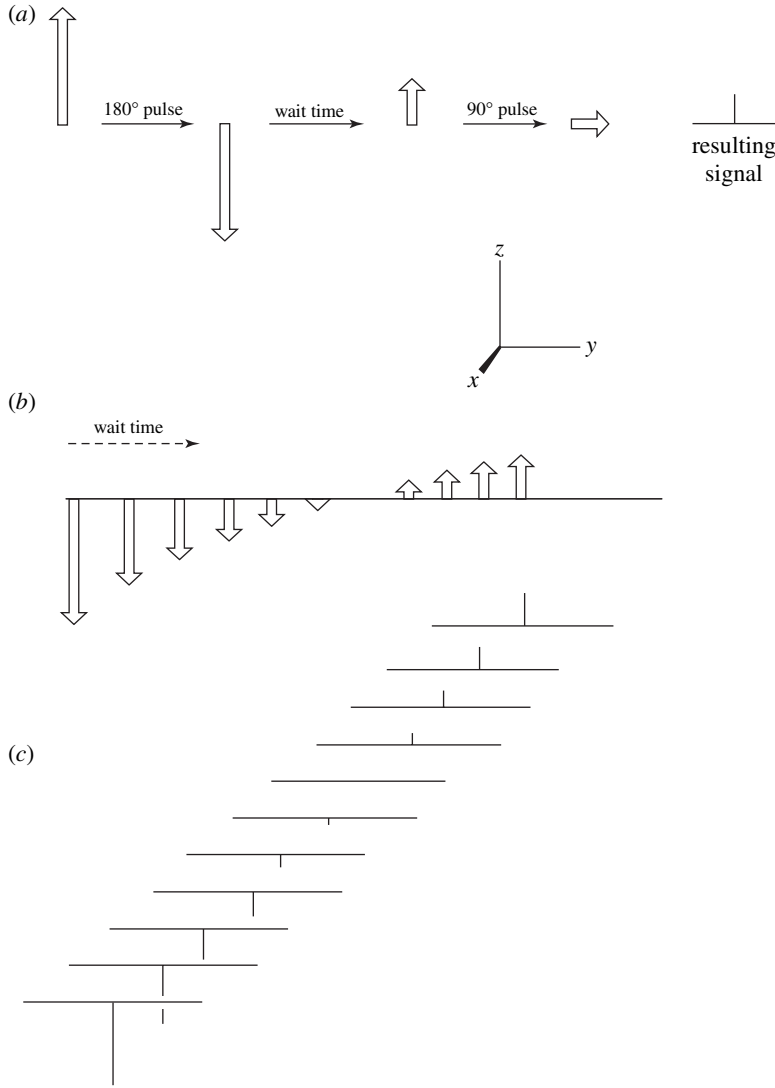 (a)
180° pulse
wait time
90° pulse
resulting
signal
z
y
x
(b)
wait time
(c)